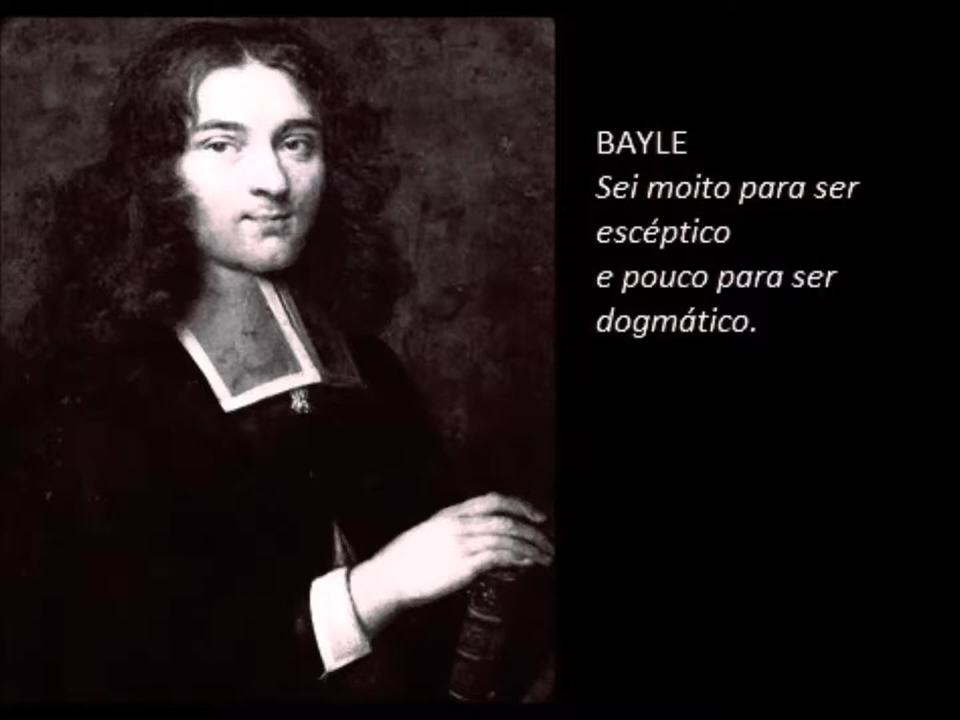 BAYLE
Sei moito para ser
escéptico
e pouco para ser
dogmático.